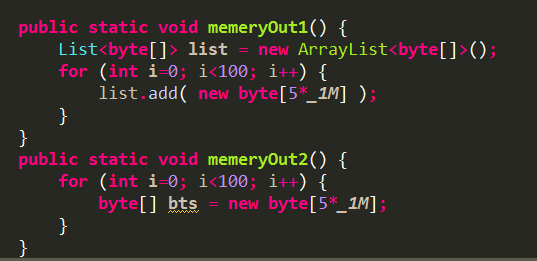 public static void memeryOut1() {
    List<byte[]> list = new ArrayList<byte[]>();
    for (int i=0; i<100; i++) {
        list.add( new byte[5*_1M] );
    }
}
public static void memeryOut2() {
    for (int i=0; i<100; i++) {
        byte[] bts = new byte[5*_1M];
    }
}